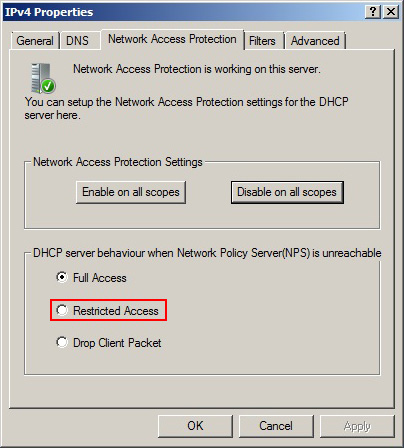 IPv4 Properties
General DNS Network Access Protection Filters Advanced
Network Access Protection is working on this server.
You can setup the Network Access Protection settings for the DHCP
server here.
Network Access Protection Settings
Enable on all scopes Disable on all scopes
DHCP server behaviour when Network Policy Server(NPS) is unreachable
Full Access
Restricted Access
Drop Client Packet
OK Cancel Apply